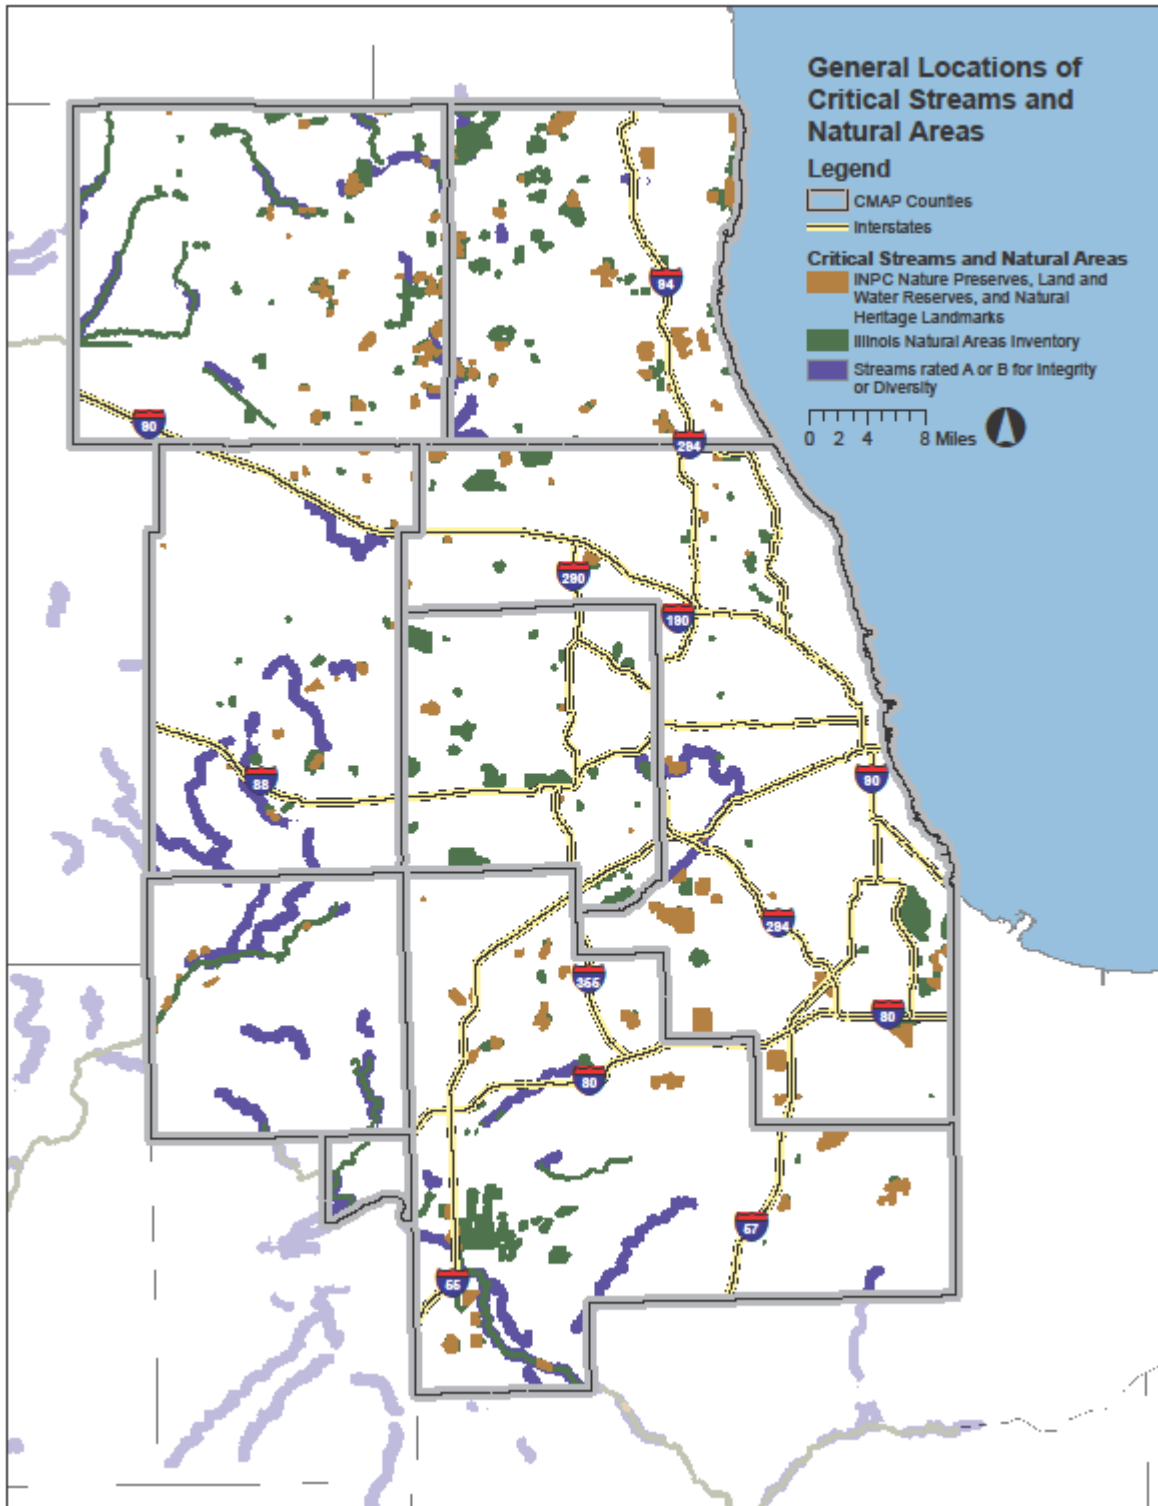 General Locations of
Critical Streams and
Natural Areas
Legend
CMAP Counties
Interstates
Critical Streams and Natural Areas
INPC Nature Preserves, Land and
Water Reserves, and Natural
Heritage Landmarks
Illinois Natural Areas Inventory
Streams rated A or B for Integrity
or Diversity
0 2 4 8 Miles
94
90
294
290
190
88
90
294
355
80
80
57
55